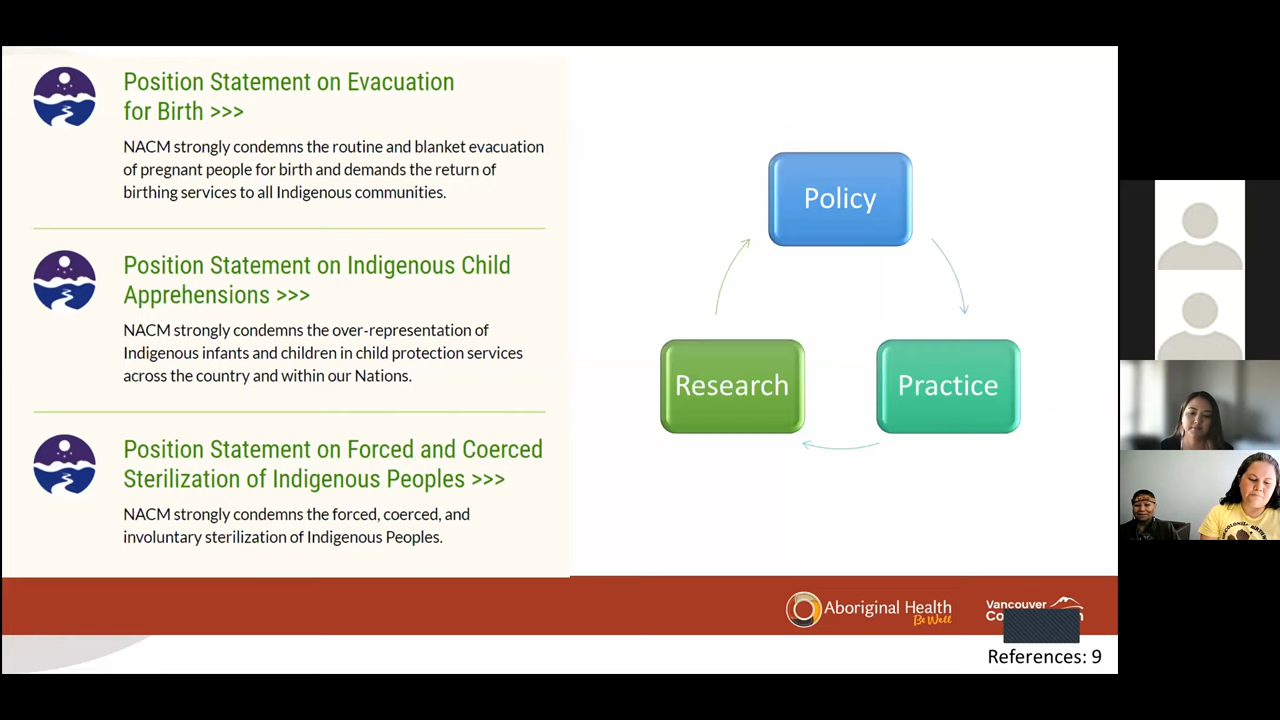 Position Statement on Evacuation
for Birth >>>
NACM strongly condemns the routine and blanket evacuation
of pregnant people for birth and demands the return of
birthing services to all Indigenous communities.
Position Statement on Indigenous Child
Apprehensions >>>
NACM strongly condemns the over-representation of
Indigenous infants and children in child protection services
across the country and within our Nations.
Position Statement on Forced and Coerced
Sterilization of Indigenous Peoples >>>
NACM strongly condemns the forced, coerced, and
involuntary sterilization of Indigenous Peoples.
Policy
Research
Practice
Aboriginal Health
Be Well
Vancouver
References: 9